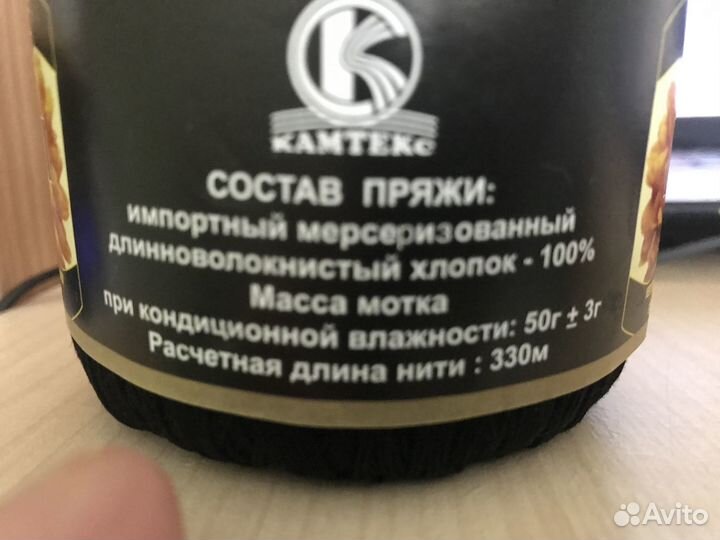 КАМТЕКС
СОСТАВ ПРЯЖИ:
импортный мерсеризованный
длинноволокнистый хлопок - 100%
Масса мотка
при кондиционной влажности: 50г ± 3г
Расчетная длина нити : 330м
Avito